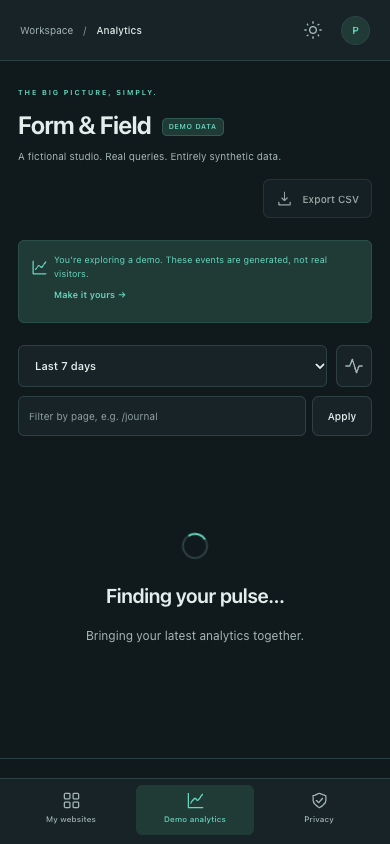 Workspace / Analytics
P
THE BIG PICTURE, SIMPLY.
Form & Field DEMO DATA
A fictional studio. Real queries. Entirely synthetic data.
Export CSV
You're exploring a demo. These events are generated, not real
visitors.
Make it yours →
Last 7 days
Filter by page, e.g. /journal
Apply
Finding your pulse...
Bringing your latest analytics together.
My websites
Demo analytics
Privacy